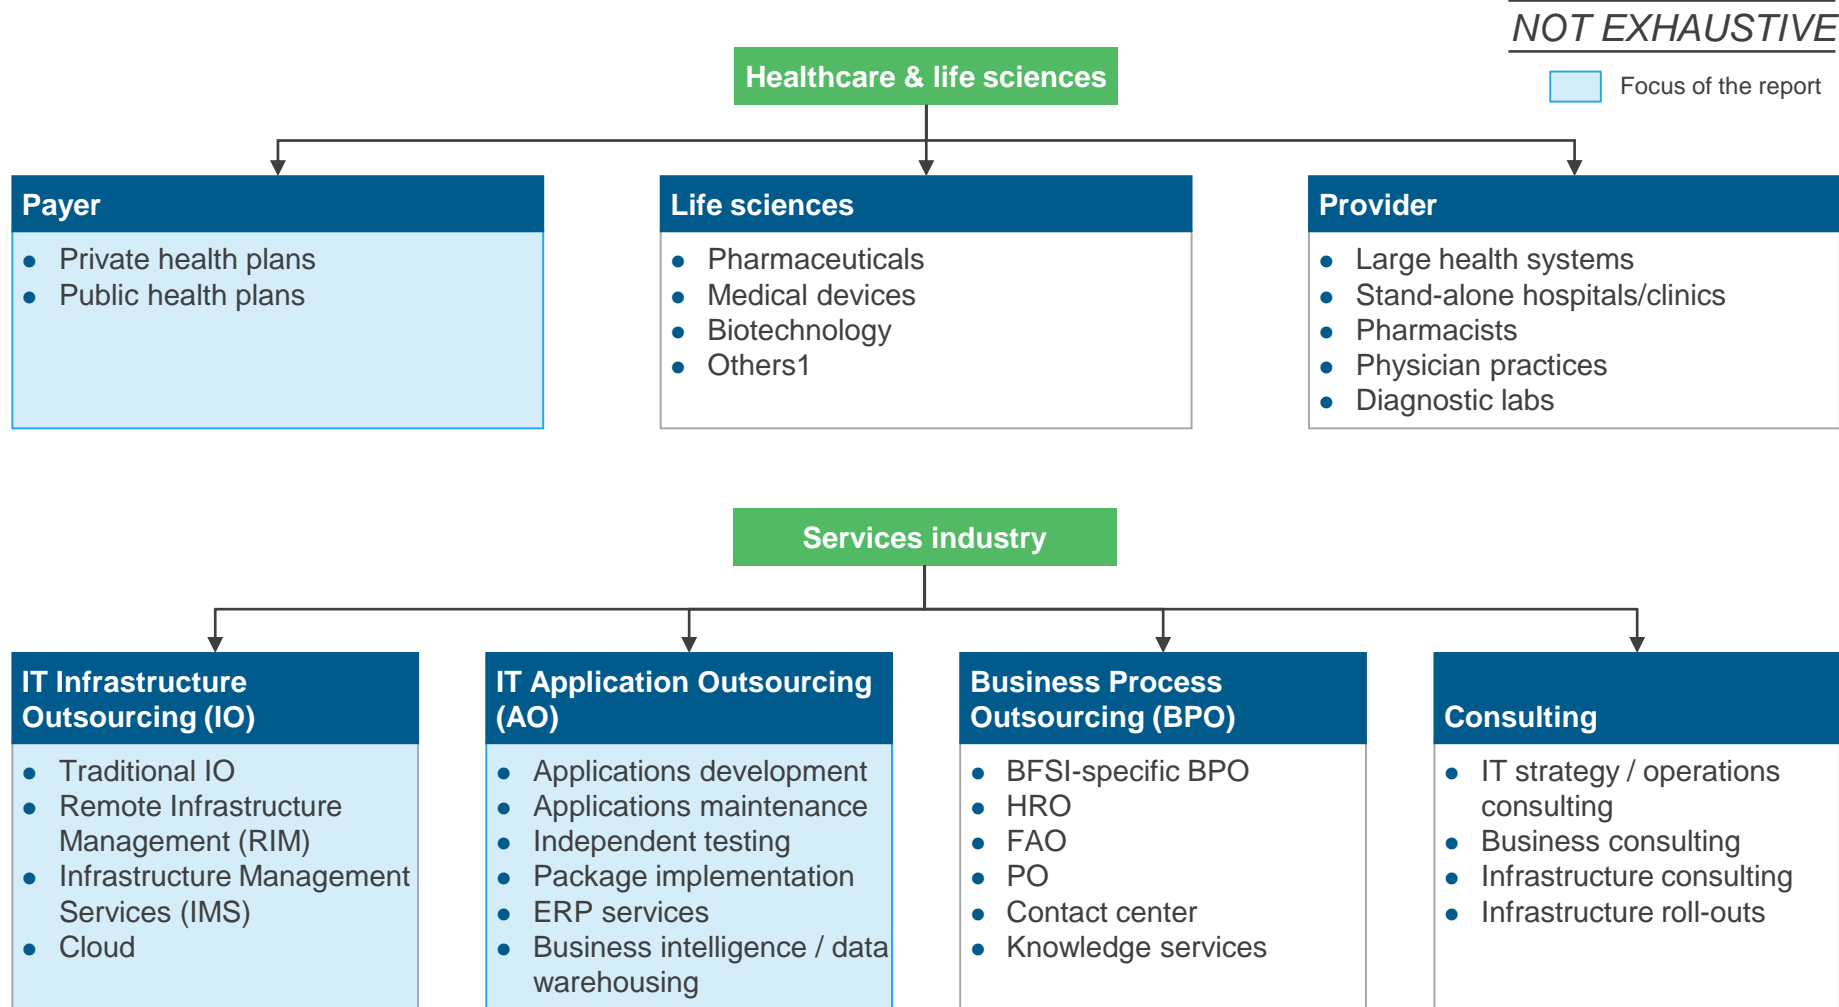 NOT EXHAUSTIVE
Focus of the report
Healthcare & life sciences
Payer
● Private health plans
● Public health plans
Life sciences
● Pharmaceuticals
● Medical devices
● Biotechnology
● Others1
Provider
● Large health systems
● Stand-alone hospitals/clinics
● Pharmacists
● Physician practices
● Diagnostic labs
Services industry
IT Infrastructure
Outsourcing (IO)
● Traditional IO
● Remote Infrastructure
Management (RIM)
● Infrastructure Management
Services (IMS)
● Cloud
IT Application Outsourcing
(AO)
● Applications development
● Applications maintenance
● Independent testing
● Package implementation
● ERP services
● Business intelligence / data
warehousing
Business Process
Outsourcing (BPO)
● BFSI-specific BPO
● HRO
● FAO
● PO
● Contact center
● Knowledge services
Consulting
● IT strategy / operations
consulting
● Business consulting
● Infrastructure consulting
● Infrastructure roll-outs